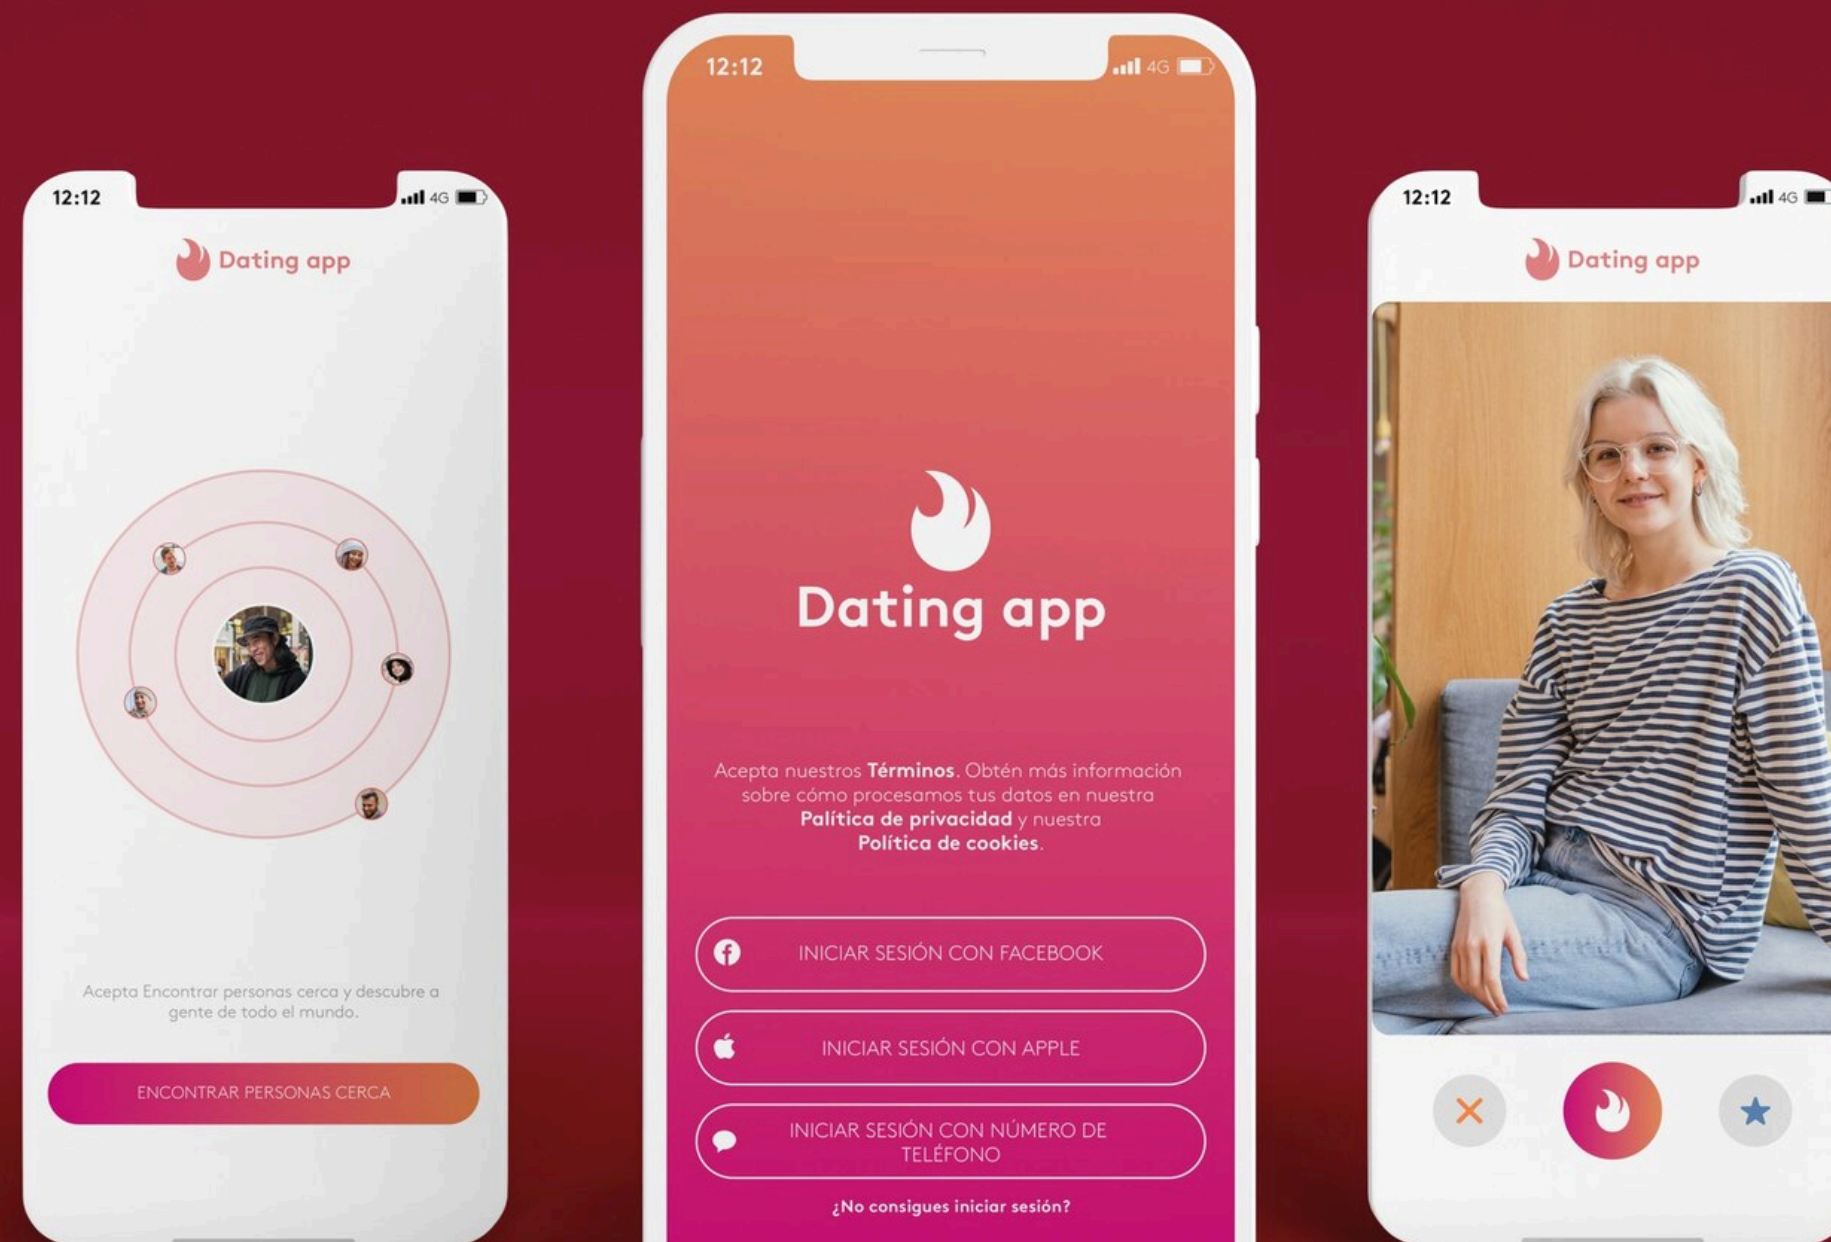 12:12
4G
Dating app
Acepta Encontrar personas cerca y descubre a
gente de todo el mundo.
ENCONTRAR PERSONAS CERCA
12:12
4G
Dating app
Acepta nuestros Términos. Obtén más información
sobre cómo procesamos tus datos en nuestra
Palítica de privacidad y nuestra
Política de cookies.
INICIAR SESIÓN CON FACEBOOK
INICIAR SESIÓN CON APPLE
INICIAR SESIÓN CON NÚMERO DE
TELÉFONO
¿No consigues iniciar sesión?
12:12
4G
Dating app